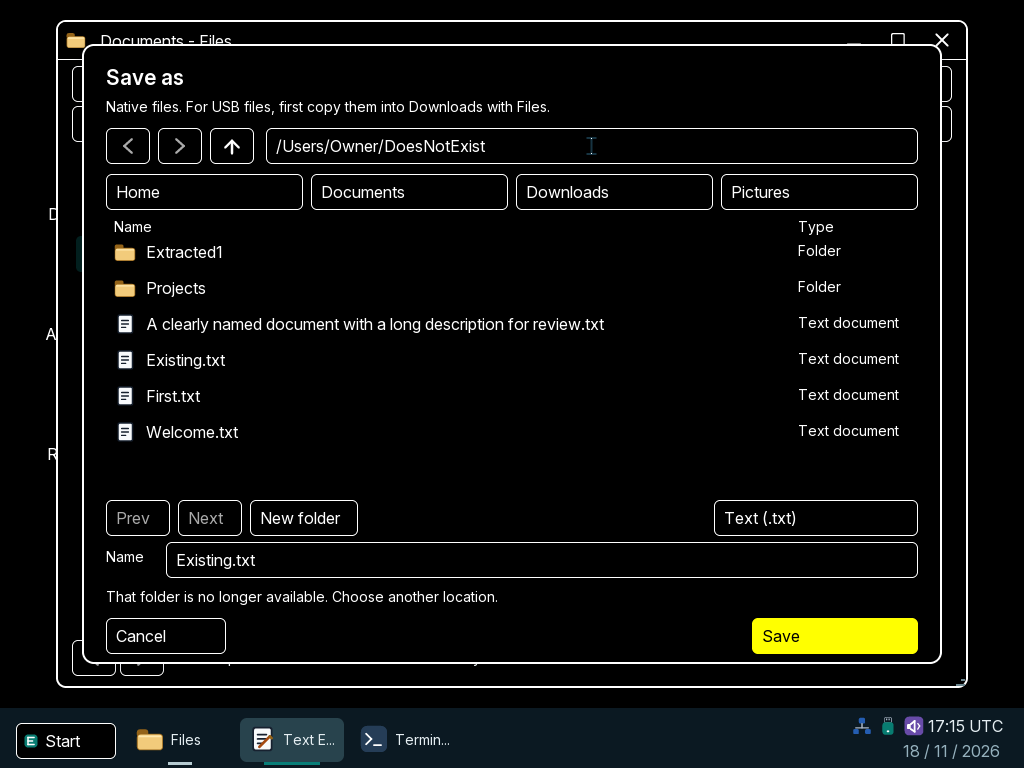 Documents - Files
Save as
Native files. For USB files, first copy them into Downloads with Files.
/Users/Owner/DoesNotExist
Home Documents Downloads Pictures
Name Type
Extracted1 Folder
Projects Folder
A clearly named document with a long description for review.txt Text document
Existing.txt Text document
First.txt Text document
Welcome.txt Text document
Prev Next New folder Text (.txt)
Name Existing.txt
That folder is no longer available. Choose another location.
Cancel Save
Start Files Text E... Termin... 17:15 UTC
18 / 11 / 2026